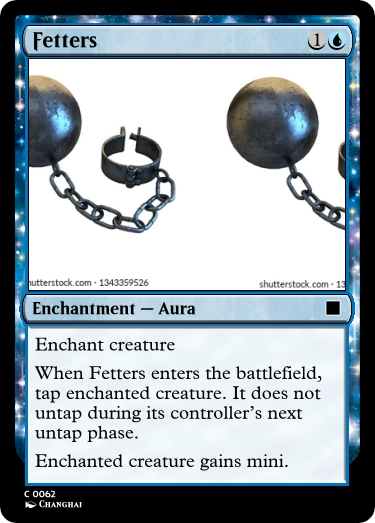 Fetters 1
shutterstock.com · 1343359526
shutterstock.com · 13
Enchantment — Aura
Enchant creature
When Fetters enters the battlefield,
tap enchanted creature. It does not
untap during its controller's next
untap phase.
Enchanted creature gains mini.
C 0062
Changhai